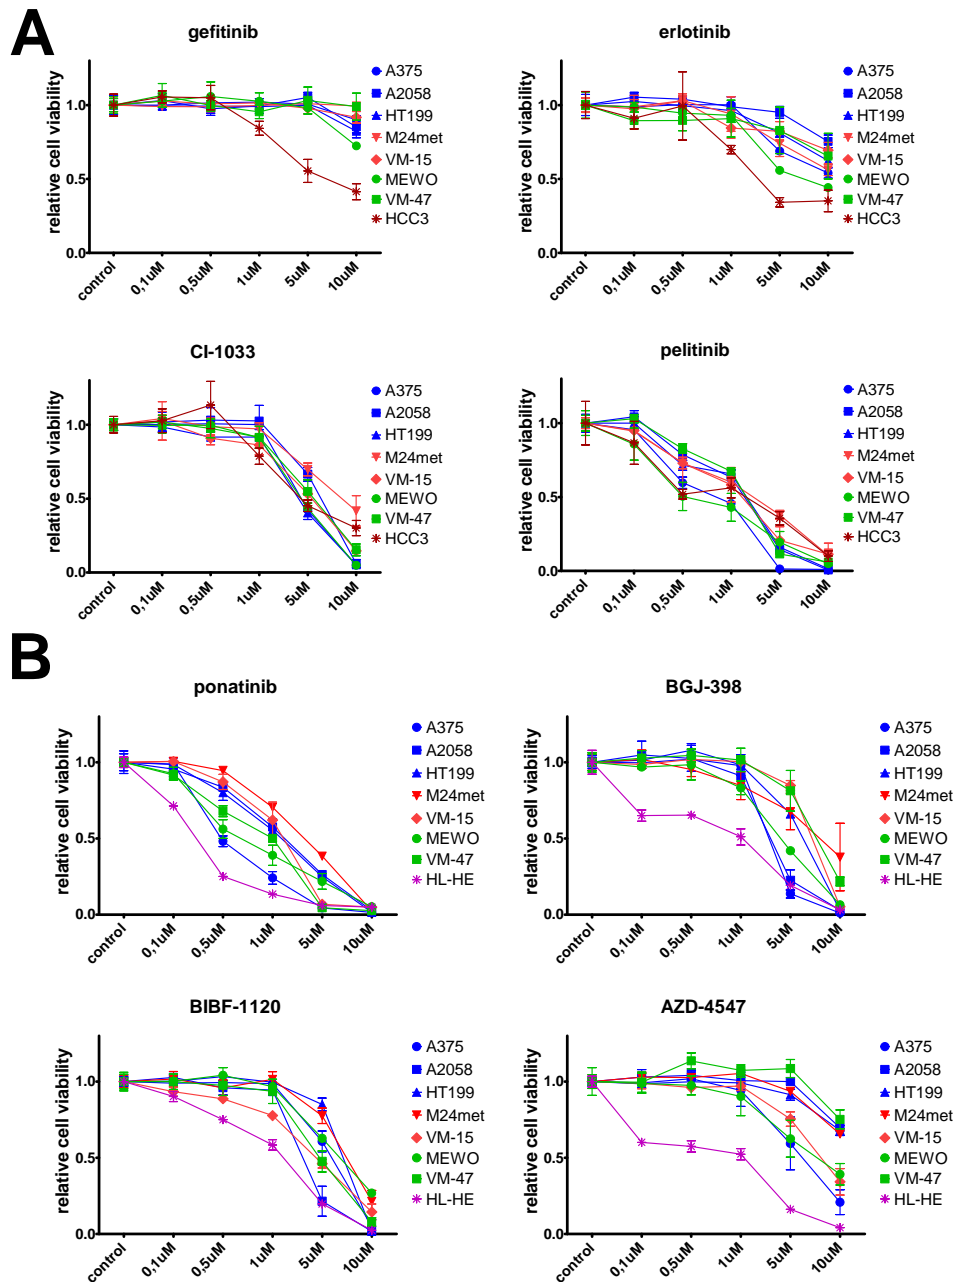 A
gefitinib
relative cell viability
1.0
0.5
0.0
control
0,1uM
0,5uM
1uM
5uM
10uM
A375
A2058
HT199
M24met
VM-15
MEWO
VM-47
HCC3
erlotinib
relative cell viability
1.0
0.5
0.0
control
0,1uM
0,5uM
1uM
5uM
10uM
A375
A2058
HT199
M24met
VM-15
MEWO
VM-47
HCC3
CI-1033
relative cell viability
1.0
0.5
0.0
control
0,1uM
0,5uM
1uM
5uM
10uM
A375
A2058
HT199
M24met
VM-15
MEWO
VM-47
HCC3
pelitinib
relative cell viability
1.0
0.5
0.0
control
0,1uM
0,5uM
1uM
5uM
10uM
A375
A2058
HT199
M24met
VM-15
MEWO
VM-47
HCC3
B
ponatinib
relative cell viability
1.0
0.5
0.0
control
0,1uM
0,5uM
1uM
5uM
10uM
A375
A2058
HT199
M24met
VM-15
MEWO
VM-47
HL-HE
BGJ-398
relative cell viability
1.0
0.5
0.0
control
0,1uM
0,5uM
1uM
5uM
10uM
A375
A2058
HT199
M24met
VM-15
MEWO
VM-47
HL-HE
BIBF-1120
relative cell viability
1.0
0.5
0.0
control
0,1uM
0,5uM
1uM
5uM
10uM
A375
A2058
HT199
M24met
VM-15
MEWO
VM-47
HL-HE
AZD-4547
relative cell viability
1.0
0.5
0.0
control
0,1uM
0,5uM
1uM
5uM
10uM
A375
A2058
HT199
M24met
VM-15
MEWO
VM-47
HL-HE